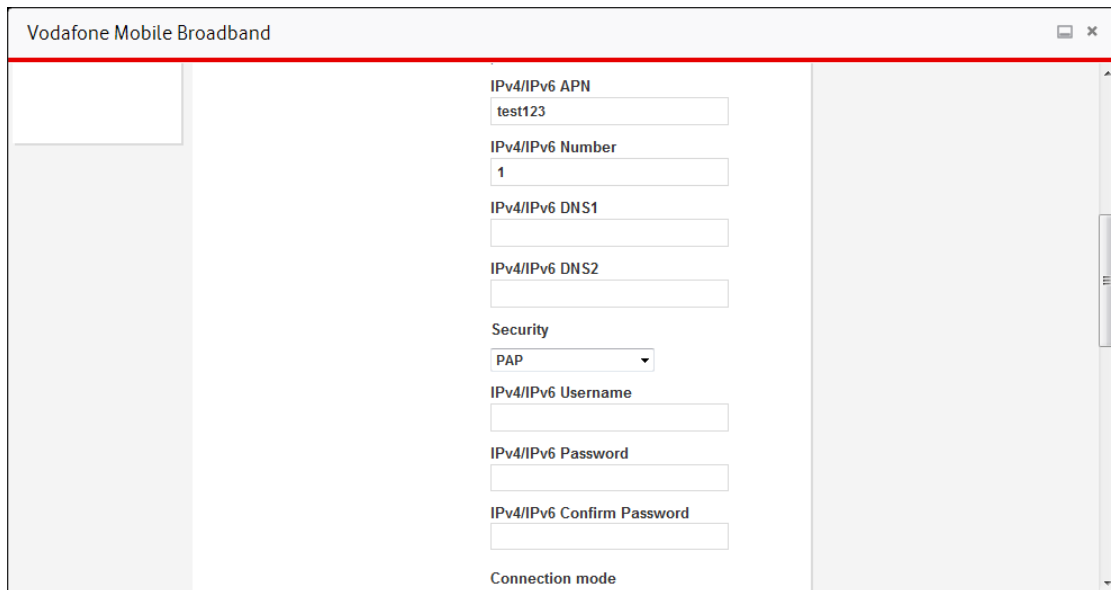 Vodafone Mobile Broadband
IPv4/IPv6 APN
test123
IPv4/IPv6 Number
1
IPv4/IPv6 DNS1
IPv4/IPv6 DNS2
Security
PAP
IPv4/IPv6 Username
IPv4/IPv6 Password
IPv4/IPv6 Confirm Password
Connection mode